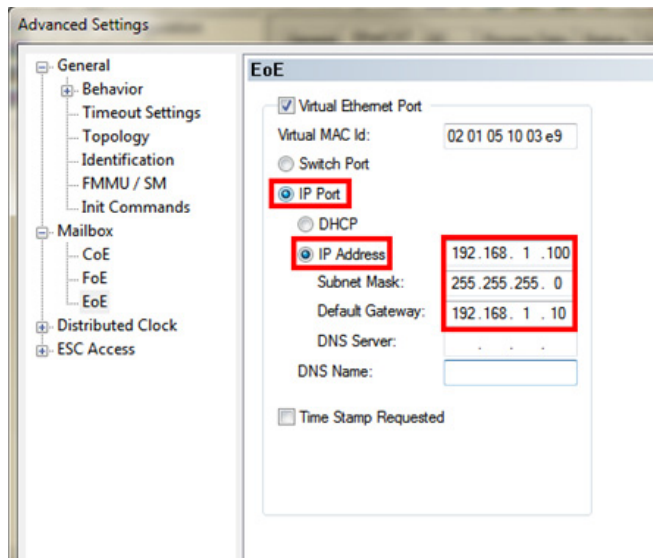 Advanced Settings
General
Behavior
Timeout Settings
Topology
Identification
FMMU / SM
Init Commands
Mailbox
CoE
FoE
EoE
Distributed Clock
ESC Access
EoE
Virtual Ethernet Port
Virtual MAC Id: 02 01 05 10 03 e9
Switch Port
IP Port
DHCP
IP Address 192.168. 1 .100
Subnet Mask: 255.255.255. 0
Default Gateway: 192.168. 1 . 10
DNS Server: . . .
DNS Name:
Time Stamp Requested